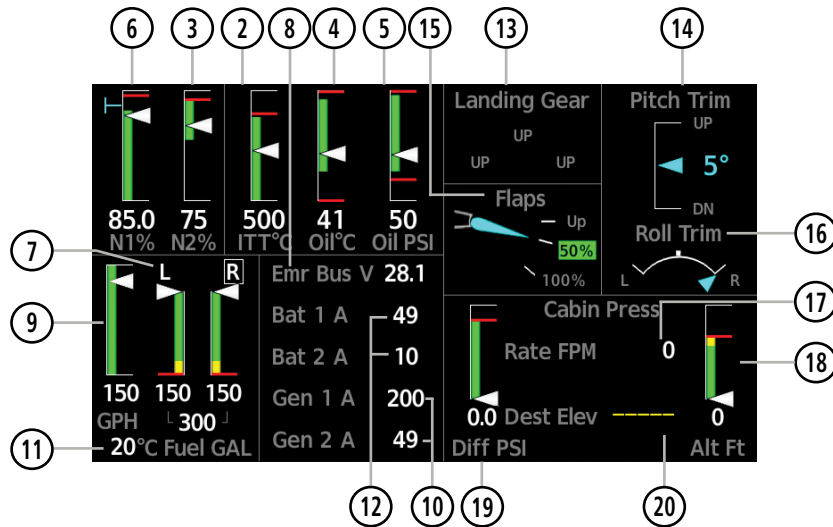 6 3 2 8 4 5 15 13 14
Landing Gear
UP
UP UP
Pitch Trim
UP
5°
DN
Flaps
Up
50%
100%
Roll Trim
L R
16
85.0 75 500 41 50
N1% N2% ITT°C Oil°C Oil PSI
7
L R
9
150 150 150
GPH 300
11
20°C Fuel GAL
Emr Bus V 28.1
Bat 1 A 49
Bat 2 A 10
Gen 1 A 200
Gen 2 A 49
Cabin Press
17
Rate FPM 0
18
0.0 Dest Elev ––––– 0
Diff PSI Alt Ft
12 10 19 20